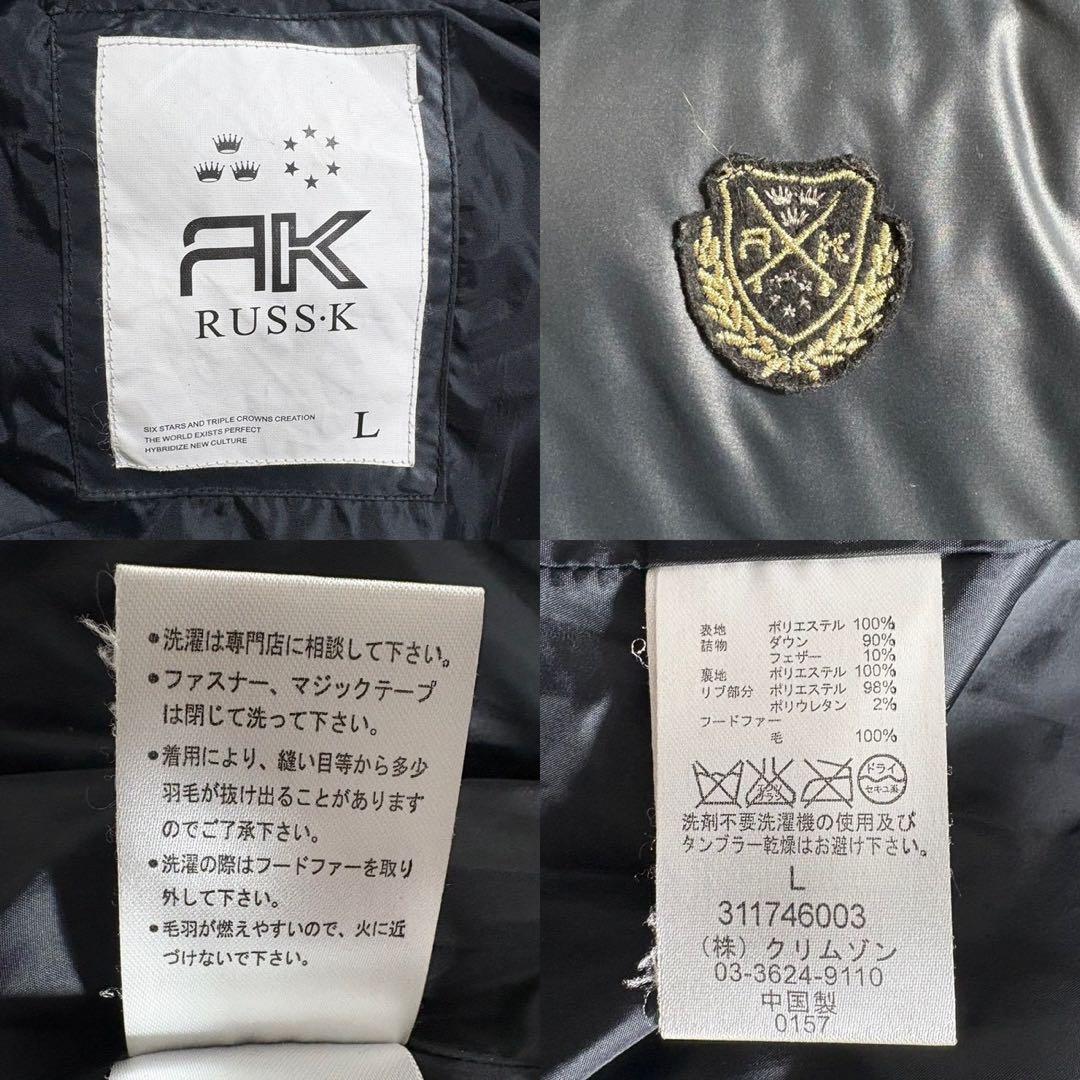 RK
RUSS·K
SIX STARS AND TRIPLE CROWNS CREATION
THE WORLD EXISTS PERFECT
HYBRIDIZE NEW CULTURE
L
R K
●洗濯は専門店に相談して下さい。
●ファスナー、マジックテープ
は閉じて洗って下さい。
●着用により、縫い目等から多少
羽毛が抜け出ることがあります
のでご了承下さい。
●洗濯の際はフードファーを取り
外して下さい。
●毛羽が燃えやすいので、火に近
づけないで下さい。
表地 ポリエステル 100%
詰物 ダウン 90%
フェザー 10%
裏地 ポリエステル 100%
リブ部分 ポリエステル 98%
ポリウレタン 2%
フードファー
毛 100%
エンソサラシ ドライ
セキユ系
洗剤不要洗濯機の使用及び
タンブラー乾燥はお避け下さい。
L
311746003
(株) クリムゾン
03-3624-9110
中国製
0157